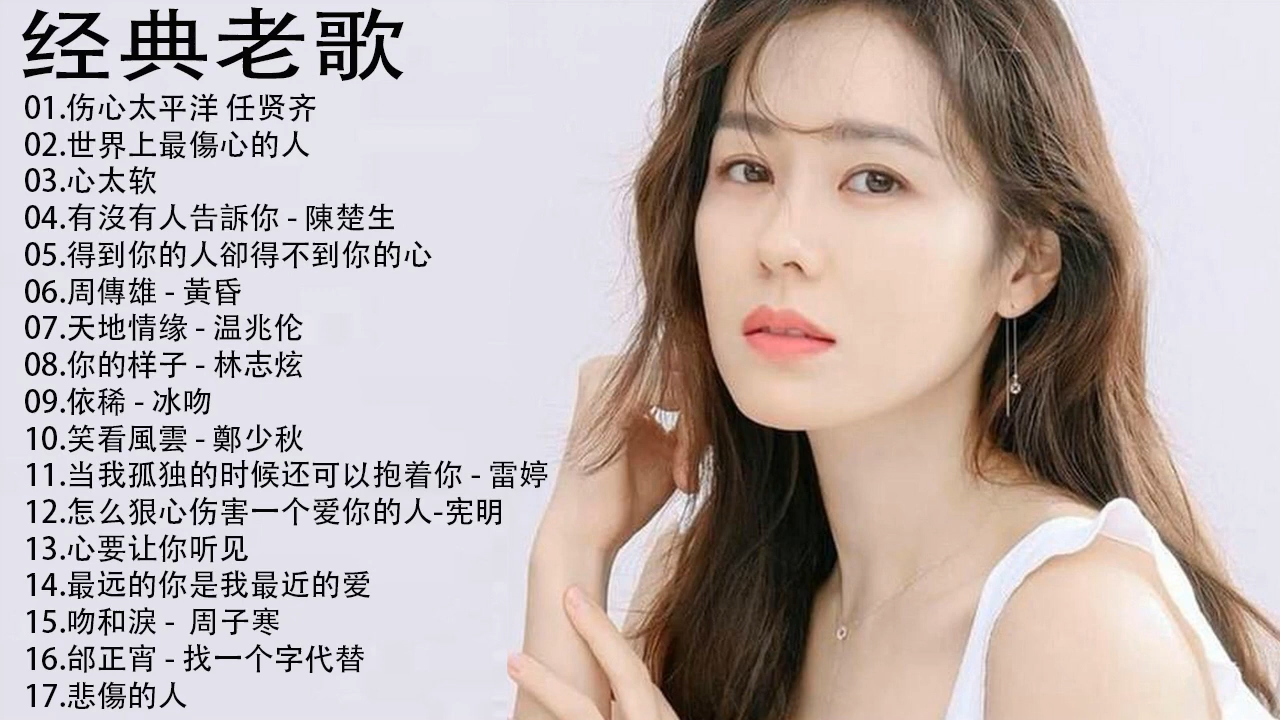 经典老歌
01.伤心太平洋 任贤齐
02.世界上最傷心的人
03.心太软
04.有沒有人告訴你 - 陳楚生
05.得到你的人卻得不到你的心
06.周傳雄 - 黃昏
07.天地情缘 - 温兆伦
08.你的样子 - 林志炫
09.依稀 - 冰吻
10.笑看風雲 - 鄭少秋
11.当我孤独的时候还可以抱着你 - 雷婷
12.怎么狠心伤害一个爱你的人-宪明
13.心要让你听见
14.最远的你是我最近的爱
15.吻和淚 - 周子寒
16.邰正宵 - 找一个字代替
17.悲傷的人